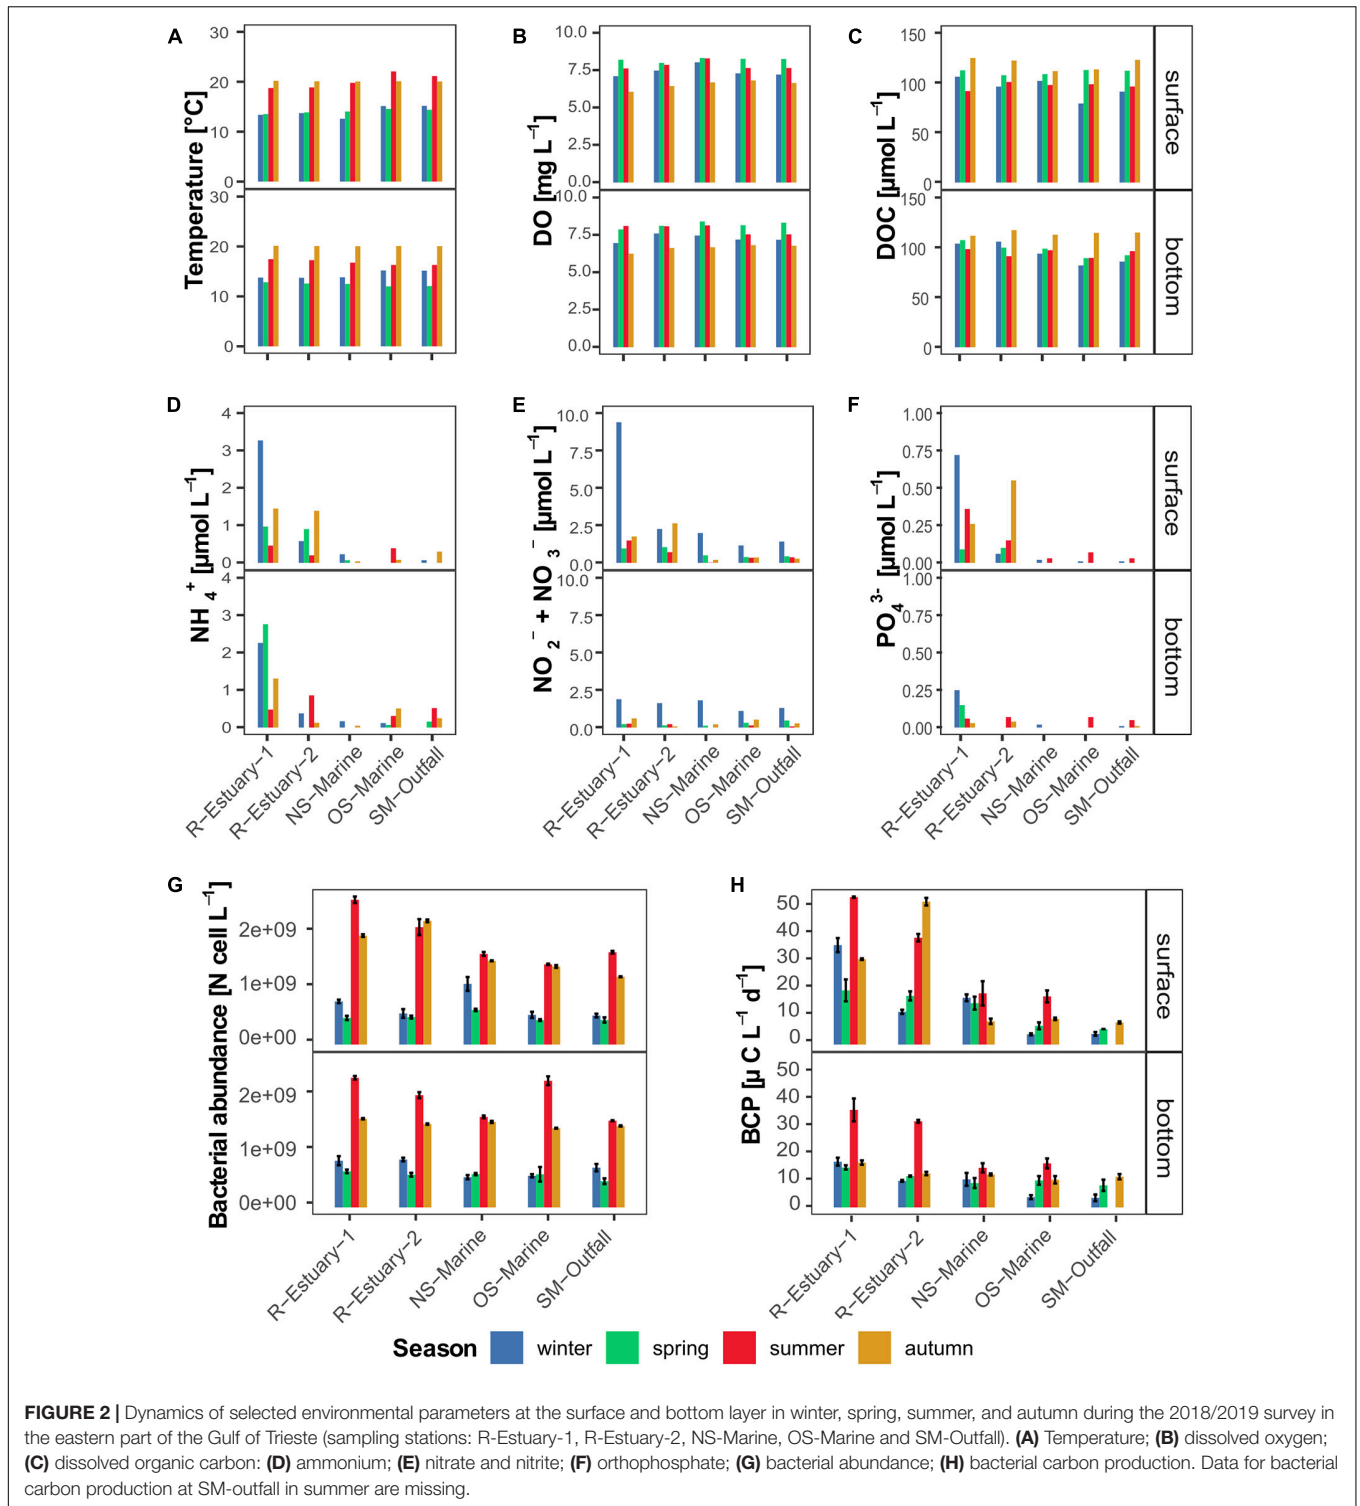 A
B
C
Temperature [°C]
30
20
10
0
30
20
10
0
DO [mg L⁻¹]
10.0
7.5
5.0
2.5
0.0
10.0
7.5
5.0
2.5
0.0
DOC [µmol L⁻¹]
150
100
50
0
150
100
50
0
surface
bottom
D
E
F
NH₄⁺ [µmol L⁻¹]
4
3
2
1
0
4
3
2
1
0
NO₂⁻ + NO₃⁻ [µmol L⁻¹]
10.0
7.5
5.0
2.5
0.0
10.0
7.5
5.0
2.5
0.0
PO₄³⁻ [µmol L⁻¹]
1.00
0.75
0.50
0.25
0.00
1.00
0.75
0.50
0.25
0.00
surface
bottom
R−Estuary−1
R−Estuary−2
NS−Marine
OS−Marine
SM−Outfall
R−Estuary−1
R−Estuary−2
NS−Marine
OS−Marine
SM−Outfall
R−Estuary−1
R−Estuary−2
NS−Marine
OS−Marine
SM−Outfall
G
H
Bacterial abundance [N cell L⁻¹]
2e+09
1e+09
0e+00
2e+09
1e+09
0e+00
BCP [µ C L⁻¹ d⁻¹]
50
40
30
20
10
0
50
40
30
20
10
0
surface
bottom
R−Estuary−1
R−Estuary−2
NS−Marine
OS−Marine
SM−Outfall
R−Estuary−1
R−Estuary−2
NS−Marine
OS−Marine
SM−Outfall
Season winter spring summer autumn
FIGURE 2 | Dynamics of selected environmental parameters at the surface and bottom layer in winter, spring, summer, and autumn during the 2018/2019 survey in
the eastern part of the Gulf of Trieste (sampling stations: R-Estuary-1, R-Estuary-2, NS-Marine, OS-Marine and SM-Outfall). (A) Temperature; (B) dissolved oxygen;
(C) dissolved organic carbon: (D) ammonium; (E) nitrate and nitrite; (F) orthophosphate; (G) bacterial abundance; (H) bacterial carbon production. Data for bacterial
carbon production at SM-outfall in summer are missing.